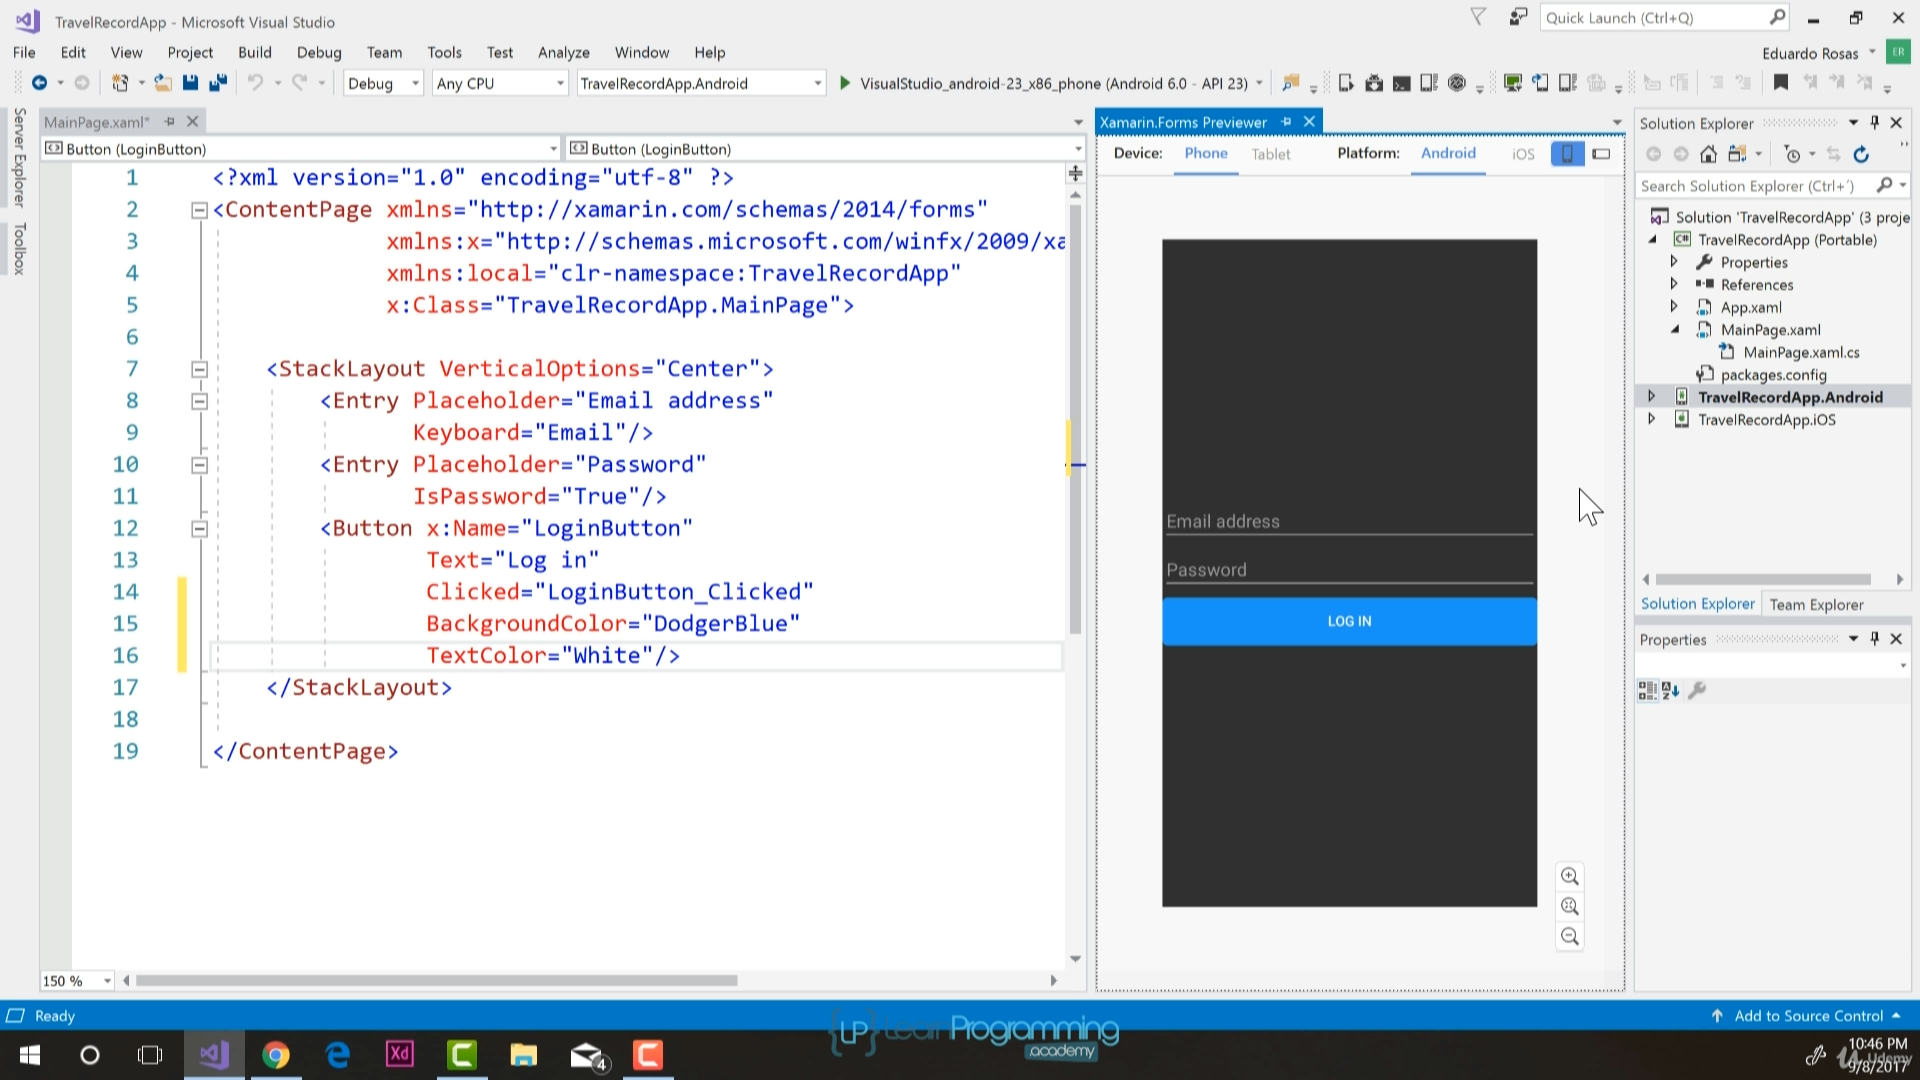 TravelRecordApp - Microsoft Visual Studio
Quick Launch (Ctrl+Q)
File Edit View Project Build Debug Team Tools Test Analyze Window Help
Eduardo Rosas ER
Debug Any CPU TravelRecordApp.Android VisualStudio_android-23_x86_phone (Android 6.0 - API 23)
Server Explorer
Toolbox
MainPage.xaml*
Button (LoginButton) Button (LoginButton)
1 <?xml version="1.0" encoding="utf-8" ?>
2 <ContentPage xmlns="http://xamarin.com/schemas/2014/forms"
3 xmlns:x="http://schemas.microsoft.com/winfx/2009/xa
4 xmlns:local="clr-namespace:TravelRecordApp"
5 x:Class="TravelRecordApp.MainPage">
6
7 <StackLayout VerticalOptions="Center">
8 <Entry Placeholder="Email address"
9 Keyboard="Email"/>
10 <Entry Placeholder="Password"
11 IsPassword="True"/>
12 <Button x:Name="LoginButton"
13 Text="Log in"
14 Clicked="LoginButton_Clicked"
15 BackgroundColor="DodgerBlue"
16 TextColor="White"/>
17 </StackLayout>
18
19 </ContentPage>
150 %
Xamarin.Forms Previewer
Device: Phone Tablet Platform: Android iOS
Email address
Password
LOG IN
Solution Explorer
Search Solution Explorer (Ctrl+´)
Solution 'TravelRecordApp' (3 proje
C# TravelRecordApp (Portable)
Properties
References
App.xaml
MainPage.xaml
MainPage.xaml.cs
packages.config
TravelRecordApp.Android
TravelRecordApp.iOS
Solution Explorer Team Explorer
Properties
Ready
Add to Source Control
{LP} Learn Programming
.academy
Xd
4
10:46 PM
9/8/2017
Udemy